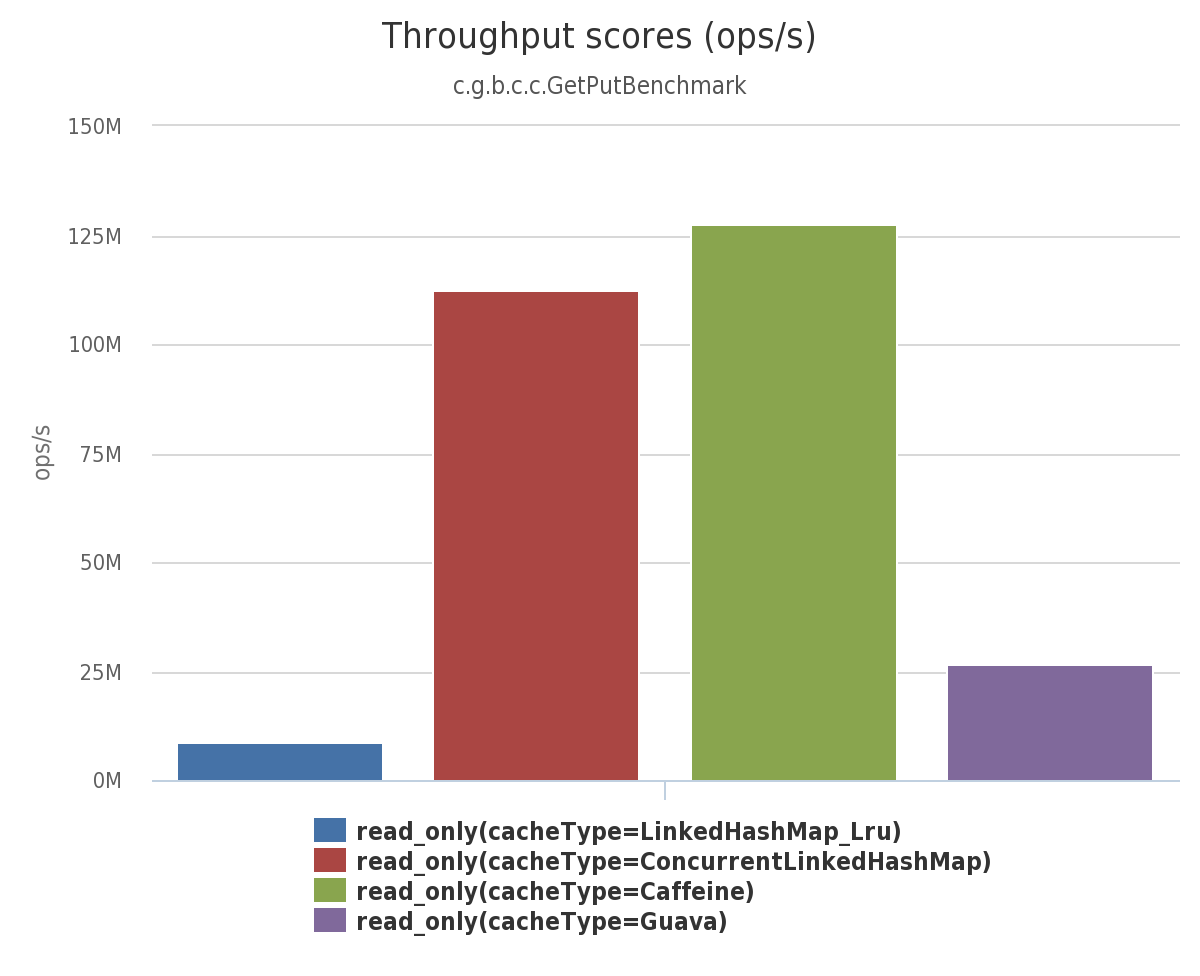 Throughput scores (ops/s)
c.g.b.c.c.GetPutBenchmark
150M
125M
100M
75M
50M
25M
0M
ops/s
read_only(cacheType=LinkedHashMap_Lru)
read_only(cacheType=ConcurrentLinkedHashMap)
read_only(cacheType=Caffeine)
read_only(cacheType=Guava)